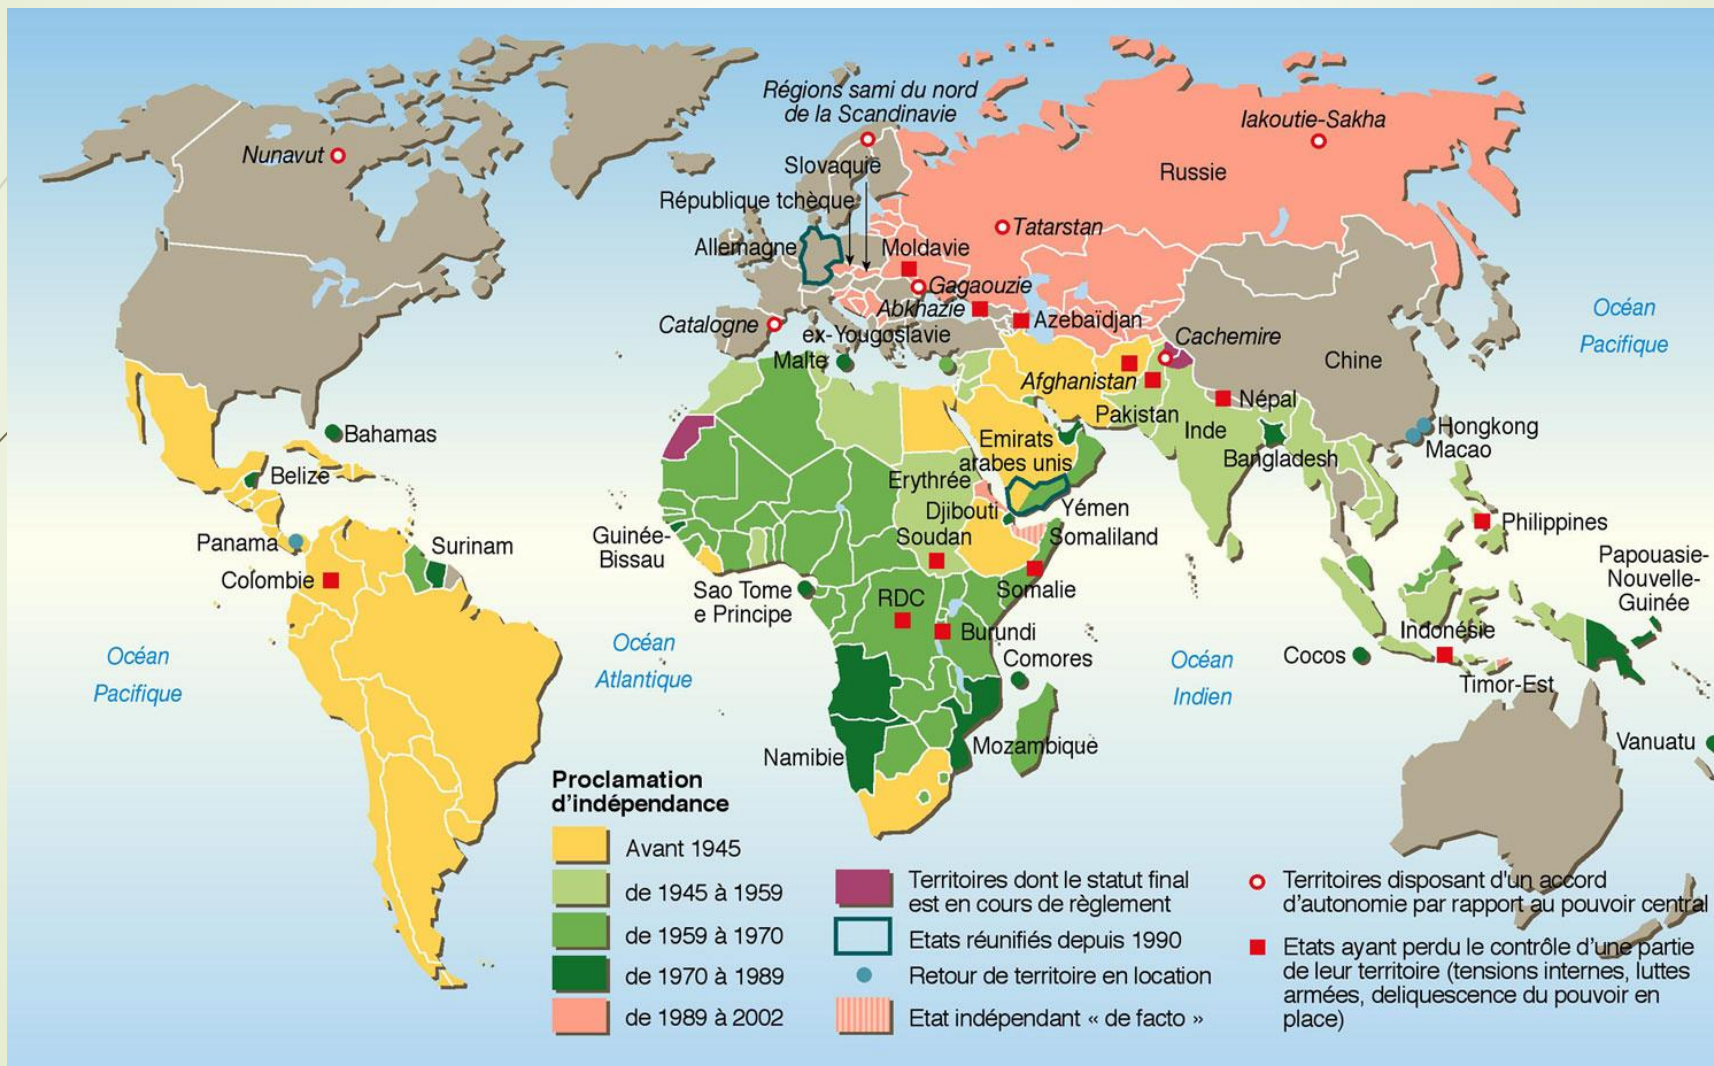 Régions sami du nord
de la Scandinavie
Iakoutie-Sakha
Nunavut
Slovaquie
Russie
République tchèque
Tatarstan
Allemagne
Moldavie
Gagaouzie
Abkhazie
Catalogne
Azebaïdjan
ex-Yougoslavie
Cachemire
Océan
Pacifique
Malte
Chine
Afghanistan
Népal
Pakistan
Bahamas
Inde
Hongkong
Macao
Emirats
arabes unis
Bangladesh
Belize
Erythrée
Djibouti
Yémen
Philippines
Panama
Surinam
Guinée-
Bissau
Soudan
Somaliland
Papouasie-
Nouvelle-
Guinée
Colombie
Sao Tome
e Principe
RDC
Somalie
Burundi
Indonésie
Océan
Pacifique
Océan
Atlantique
Comores
Océan
Indien
Cocos
Timor-Est
Namibie
Mozambique
Vanuatu
Proclamation
d'indépendance
Avant 1945
de 1945 à 1959
de 1959 à 1970
de 1970 à 1989
de 1989 à 2002
Territoires dont le statut final
est en cours de règlement
Etats réunifiés depuis 1990
Retour de territoire en location
Etat indépendant « de facto »
Territoires disposant d'un accord
d'autonomie par rapport au pouvoir central
Etats ayant perdu le contrôle d'une partie
de leur territoire (tensions internes, luttes
armées, deliquescence du pouvoir en
place)